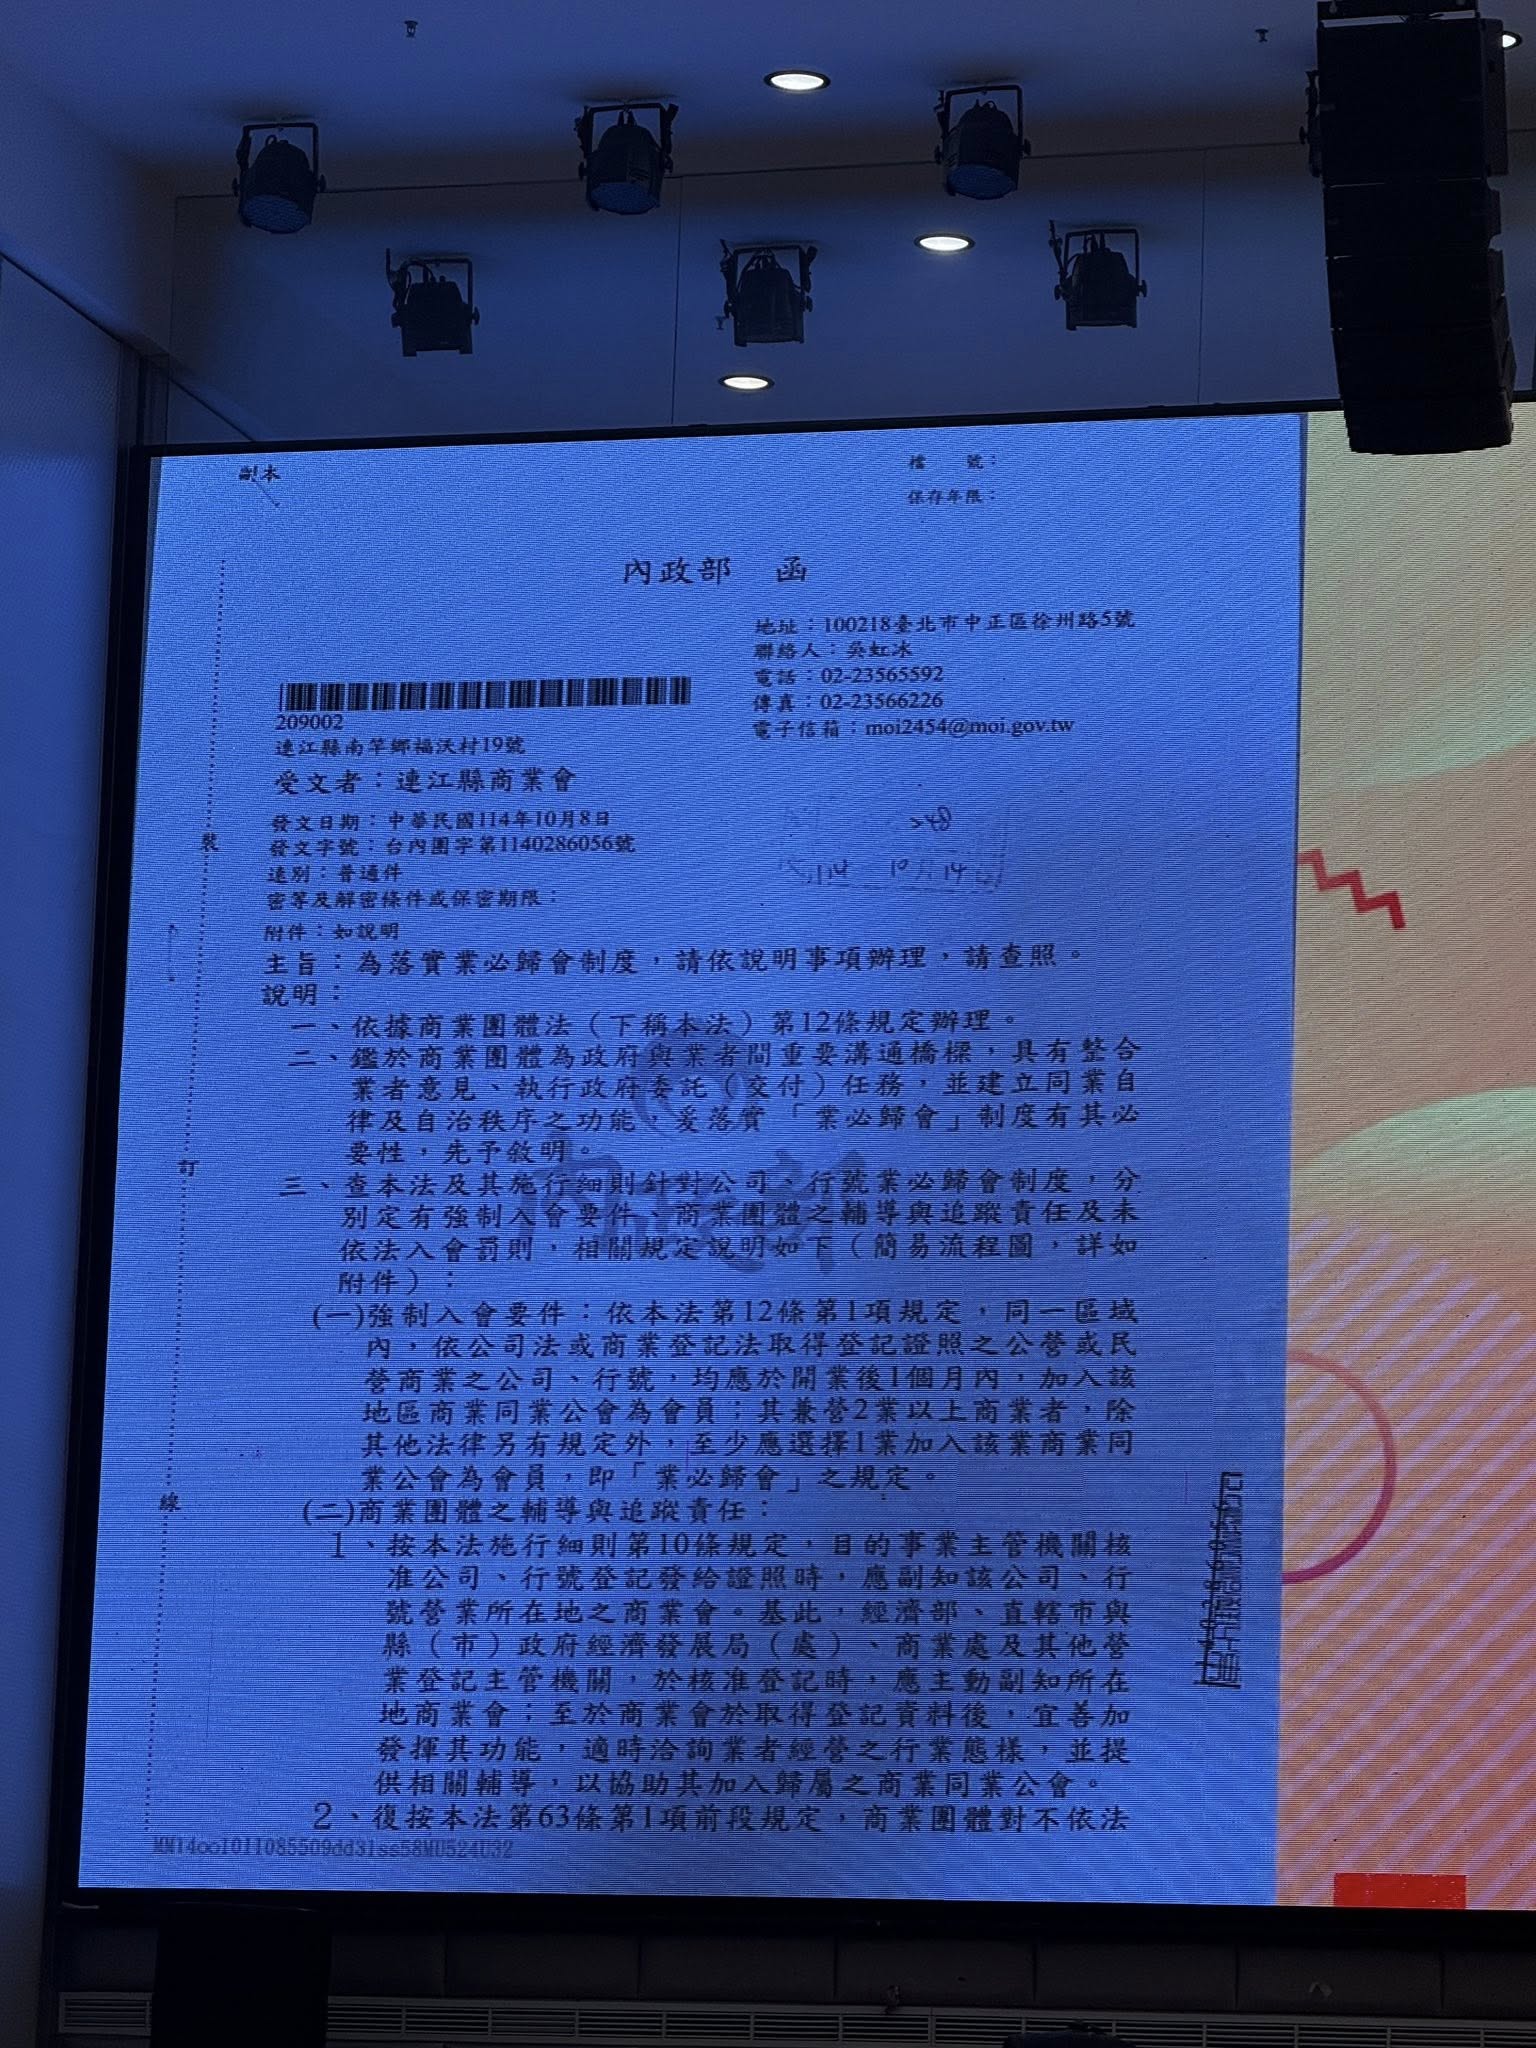 副本
檔　　號：
保存年限：
內政部　函
地址：100218臺北市中正區徐州路5號
聯絡人：吳虹冰
電話：02-23565592
傳真：02-23566226
電子信箱：moi2454@moi.gov.tw
209002
連江縣南竿鄉福沃村19號
受文者：連江縣商業會
發文日期：中華民國114年10月8日
發文字號：台內團字第1140286056號
速別：普通件
密等及解密條件或保密期限：
附件：如說明
114　10月14
主旨：為落實業必歸會制度，請依說明事項辦理，請查照。
說明：
一、依據商業團體法（下稱本法）第12條規定辦理。
二、鑑於商業團體為政府與業者間重要溝通橋樑，具有整合
業者意見、執行政府委託（交付）任務，並建立同業自
律及自治秩序之功能，爰落實「業必歸會」制度有其必
要性，先予敘明。
三、查本法及其施行細則針對公司、行號業必歸會制度，分
別定有強制入會要件、商業團體之輔導與追蹤責任及未
依法入會罰則，相關規定說明如下（簡易流程圖，詳如
附件）：
(一)強制入會要件：依本法第12條第1項規定，同一區域
內，依公司法或商業登記法取得登記證照之公營或民
營商業之公司、行號，均應於開業後1個月內，加入該
地區商業同業公會為會員；其兼營2業以上商業者，除
其他法律另有規定外，至少應選擇1業加入該業商業同
業公會為會員，即「業必歸會」之規定。
(二)商業團體之輔導與追蹤責任：
1、按本法施行細則第10條規定，目的事業主管機關核
准公司、行號登記發給證照時，應副知該公司、行
號營業所在地之商業會。基此，經濟部、直轄市與
縣（市）政府經濟發展局（處）、商業處及其他營
業登記主管機關，於核准登記時，應主動副知所在
地商業會；至於商業會於取得登記資料後，宜善加
發揮其功能，適時洽詢業者經營之行業態樣，並提
供相關輔導，以協助其加入歸屬之商業同業公會。
2、復按本法第63條第1項前段規定，商業團體對不依法
裝
訂
線
內政部